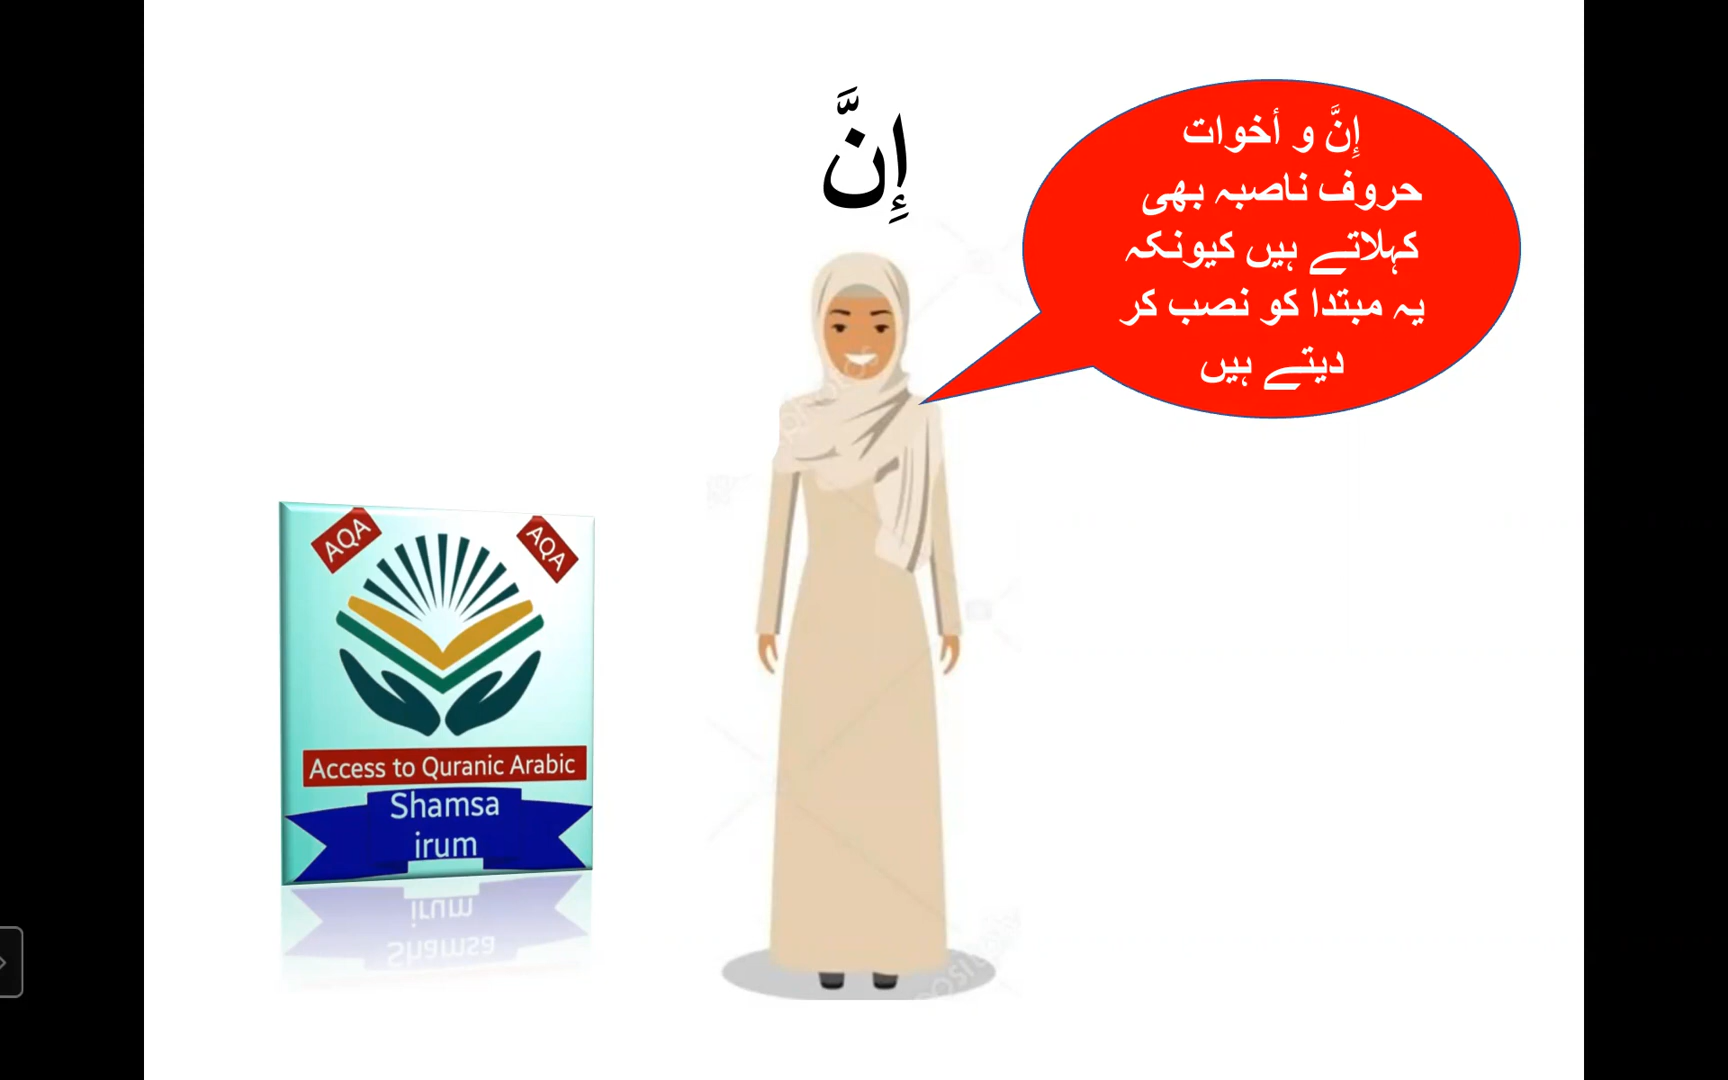 إِنَّ
إِنَّ و أخوات
حروف ناصبہ بھی
کہلاتے ہیں کیونکہ
یہ مبتدا کو نصب کر
دیتے ہیں
AQA
AQA
Access to Quranic Arabic
Shamsa
irum